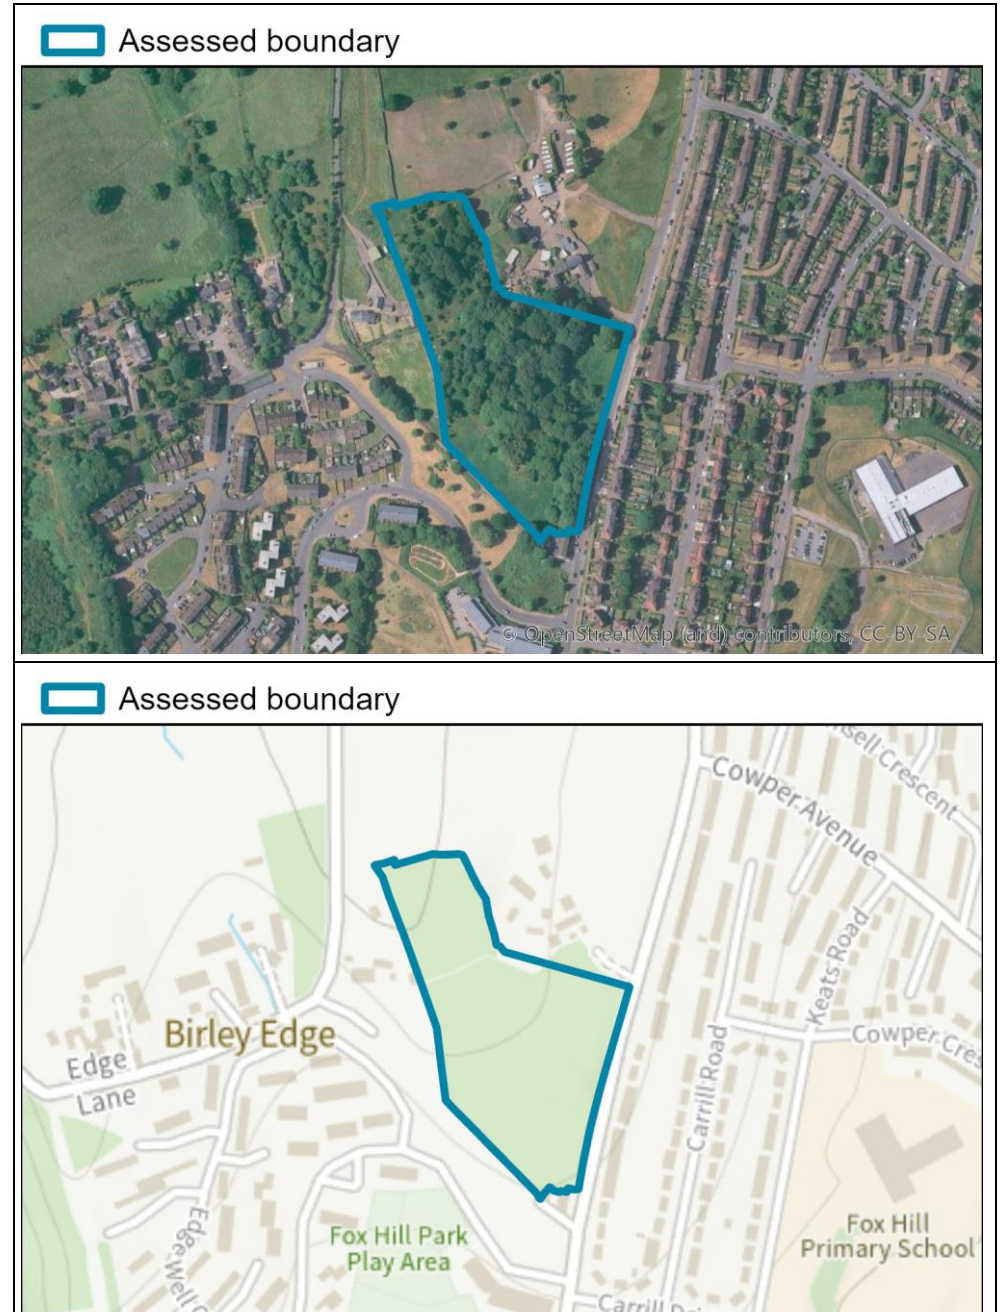 Assessed boundary
© OpenStreetMap (and) contributors, CC-BY-SA
Assessed boundary
Cowper Avenue
Keats Road
Cowper Cres
Birley Edge
Edge
Lane
Carrill Road
Fox Hill Park
Play Area
Fox Hill
Primary School